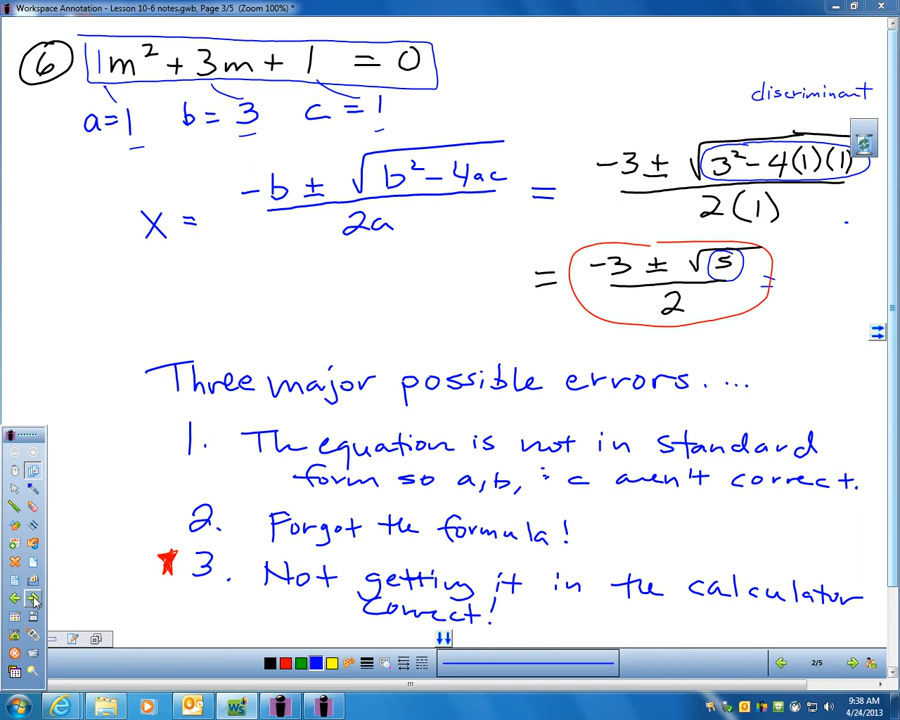 Workspace Annotation - Lesson 10-6 notes.gwb, Page 3/5 (Zoom 100%) *
6 1m² + 3m + 1 = 0
discriminant
a=1 b= 3 c = 1
x = -b ± √b² - 4ac / 2a = -3 ± √3² - 4(1)(1) / 2(1)
= -3 ± √5 / 2 =
Three major possible errors....
1. The equation is not in standard
form so a, b, & c aren't correct.
2. Forgot the formula!
★ 3. Not getting it in the calculator
correct!
2/5
9:38 AM
4/24/2013